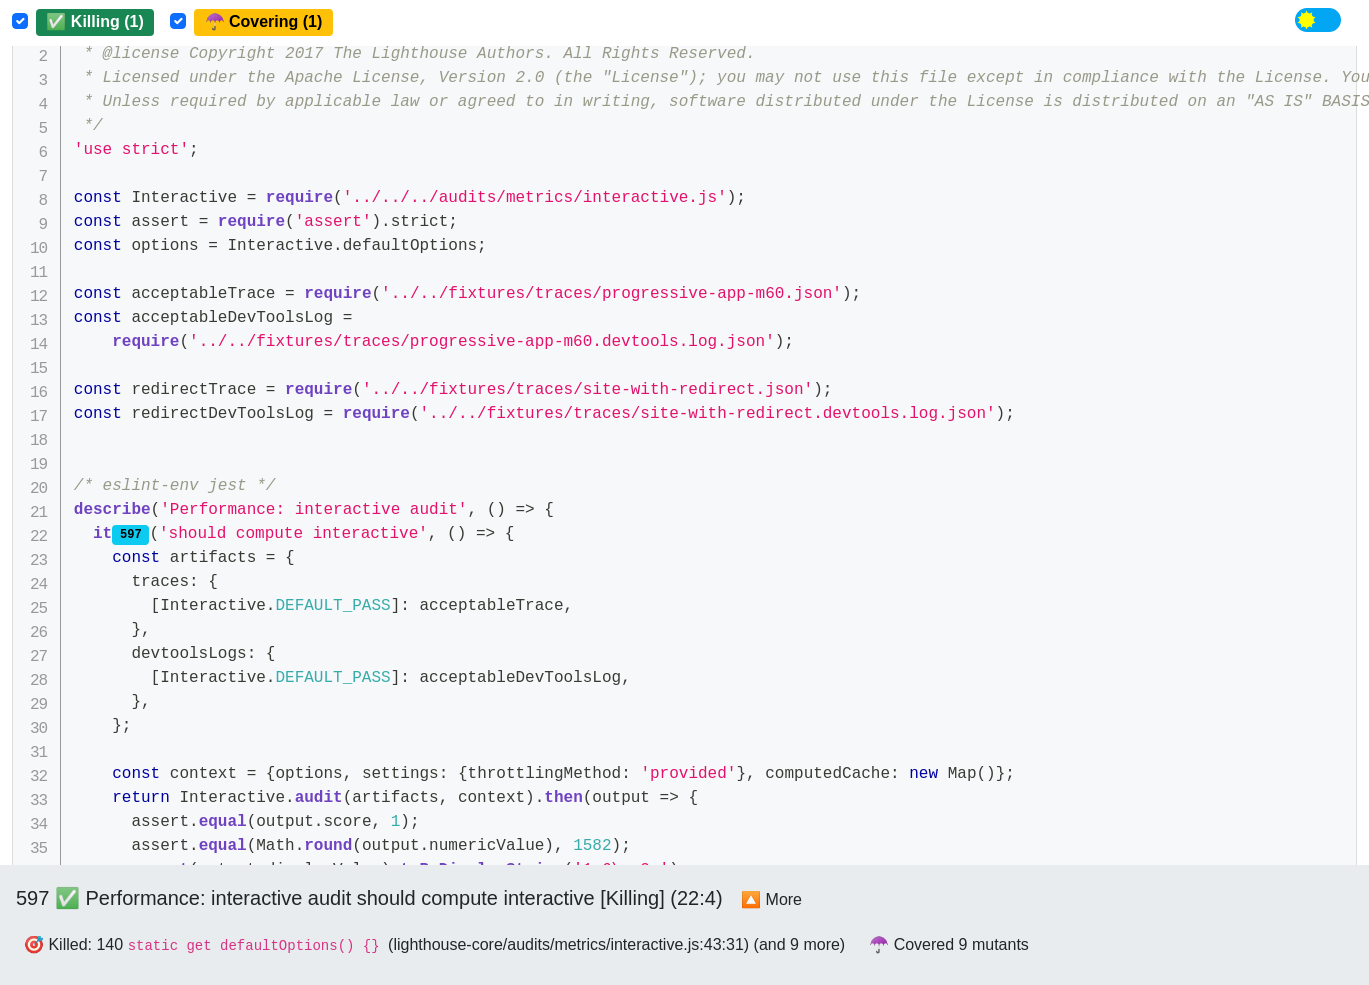 ✅ Killing (1) ☂️ Covering (1)
2 * @license Copyright 2017 The Lighthouse Authors. All Rights Reserved.
3 * Licensed under the Apache License, Version 2.0 (the "License"); you may not use this file except in compliance with the License. You
4 * Unless required by applicable law or agreed to in writing, software distributed under the License is distributed on an "AS IS" BASIS
5 */
6 'use strict';
7
8 const Interactive = require('../../../audits/metrics/interactive.js');
9 const assert = require('assert').strict;
10 const options = Interactive.defaultOptions;
11
12 const acceptableTrace = require('../../fixtures/traces/progressive-app-m60.json');
13 const acceptableDevToolsLog =
14     require('../../fixtures/traces/progressive-app-m60.devtools.log.json');
15
16 const redirectTrace = require('../../fixtures/traces/site-with-redirect.json');
17 const redirectDevToolsLog = require('../../fixtures/traces/site-with-redirect.devtools.log.json');
18
19
20 /* eslint-env jest */
21 describe('Performance: interactive audit', () => {
22   it 597 ('should compute interactive', () => {
23     const artifacts = {
24       traces: {
25         [Interactive.DEFAULT_PASS]: acceptableTrace,
26       },
27       devtoolsLogs: {
28         [Interactive.DEFAULT_PASS]: acceptableDevToolsLog,
29       },
30     };
31
32     const context = {options, settings: {throttlingMethod: 'provided'}, computedCache: new Map()};
33     return Interactive.audit(artifacts, context).then(output => {
34       assert.equal(output.score, 1);
35       assert.equal(Math.round(output.numericValue), 1582);
597 ✅ Performance: interactive audit should compute interactive [Killing] (22:4) 🔼 More
🎯 Killed: 140 static get defaultOptions() {} (lighthouse-core/audits/metrics/interactive.js:43:31) (and 9 more) ☂️ Covered 9 mutants